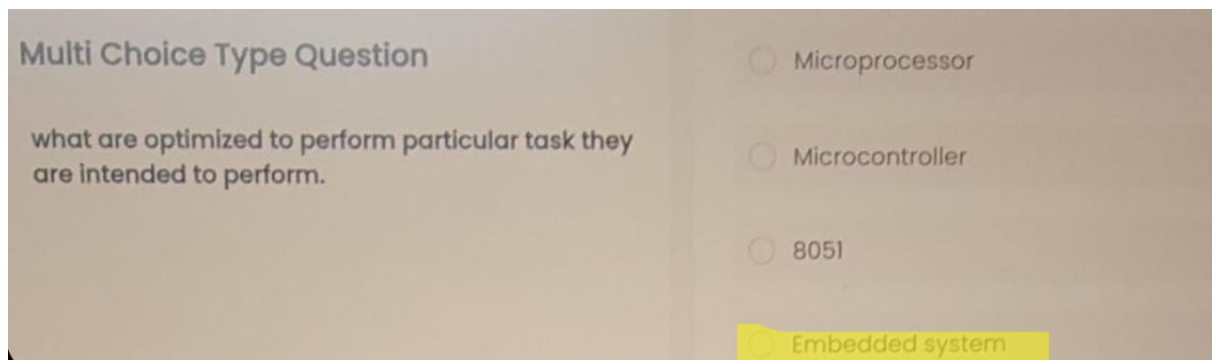 Multi Choice Type Question
what are optimized to perform particular task they
are intended to perform.
Microprocessor
Microcontroller
8051
Embedded system